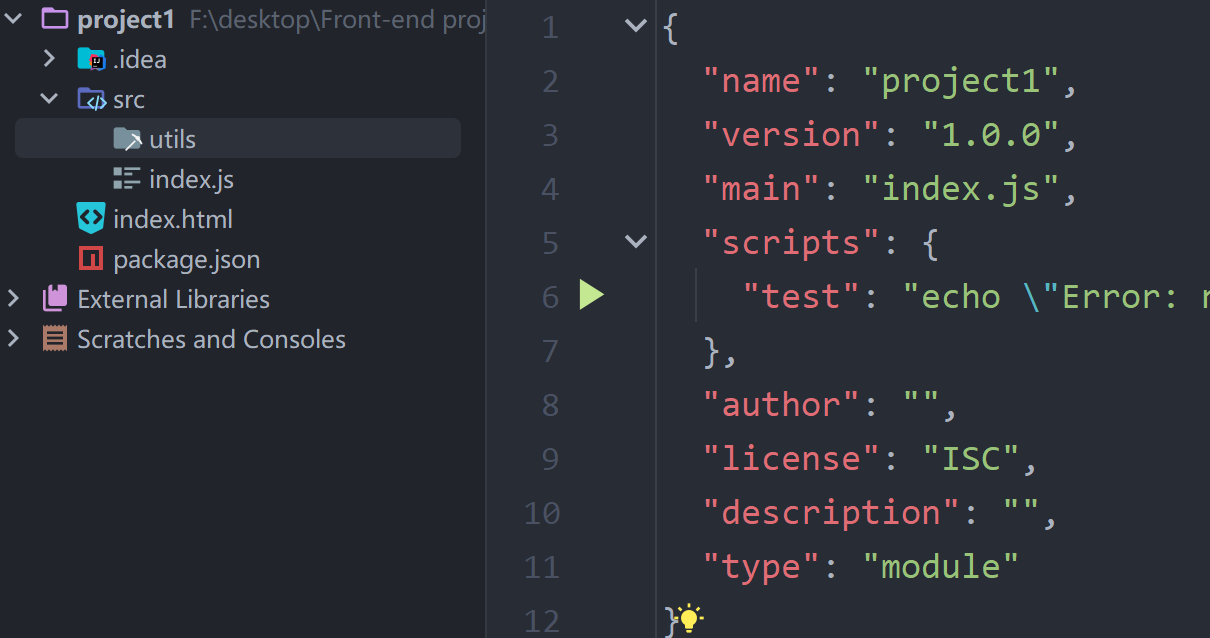 project1 F:\desktop\Front-end proj
.idea
src
utils
index.js
index.html
package.json
External Libraries
Scratches and Consoles
1 {
2 "name": "project1",
3 "version": "1.0.0",
4 "main": "index.js",
5 "scripts": {
6 "test": "echo \"Error: r
7 },
8 "author": "",
9 "license": "ISC",
10 "description": "",
11 "type": "module"
12 }